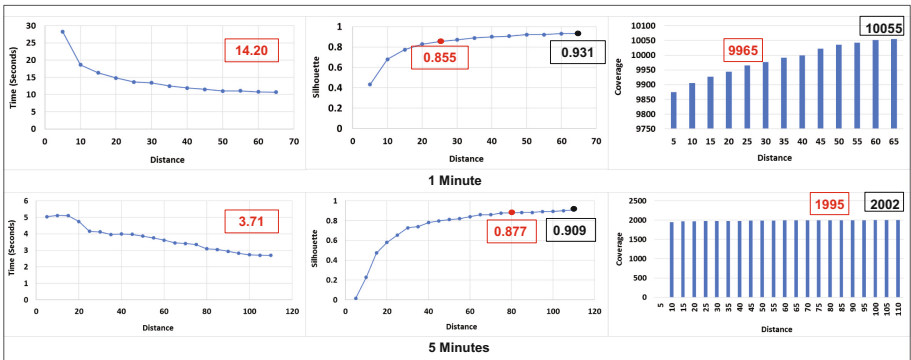 30
25
20
15
10
5
0
Time (Seconds)
14.20
0 10 20 30 40 50 60 70
Distance
1
0.8
0.6
0.4
0.2
0
Silhouette
0.855
0.931
0 10 20 30 40 50 60 70
Distance
10100
10050
10000
9950
9900
9850
9800
9750
Coverage
9965
10055
5 10 15 20 25 30 35 40 45 50 55 60 65
Distance
1 Minute
6
5
4
3
2
1
0
Time (Seconds)
3.71
0 20 40 60 80 100 120
Distance
1
0.8
0.6
0.4
0.2
0
Silhouette
0.877
0.909
0 20 40 60 80 100 120
Distance
2500
2000
1500
1000
500
0
Coverage
1995
2002
5 10 15 20 25 30 35 40 45 50 55 60 65 70 75 80 85 90 95 100 105 110
Distance
5 Minutes